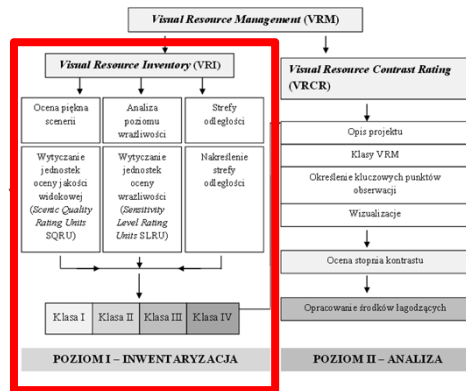 Visual Resource Management (VRM)
Visual Resource Inventory (VRI)
Ocena piękna
scenerii
Analiza
poziomu
wrażliwości
Strefy
odległości
Wytyczanie
jednostek
oceny jakości
widokowej
(Scenic Quality
Rating Units
SQRU)
Wytyczanie
jednostek
oceny
wrażliwości
(Sensitivity
Level Rating
Units SLRU)
Nakreślenie
strefy
odległości
Klasa I
Klasa II
Klasa III
Klasa IV
POZIOM I – INWENTARYZACJA
Visual Resource Contrast Rating
(VRCR)
Opis projektu
Klasy VRM
Określenie kluczowych punktów
obserwacji
Wizualizacje
Ocena stopnia kontrastu
Opracowanie środków łagodzących
POZIOM II – ANALIZA